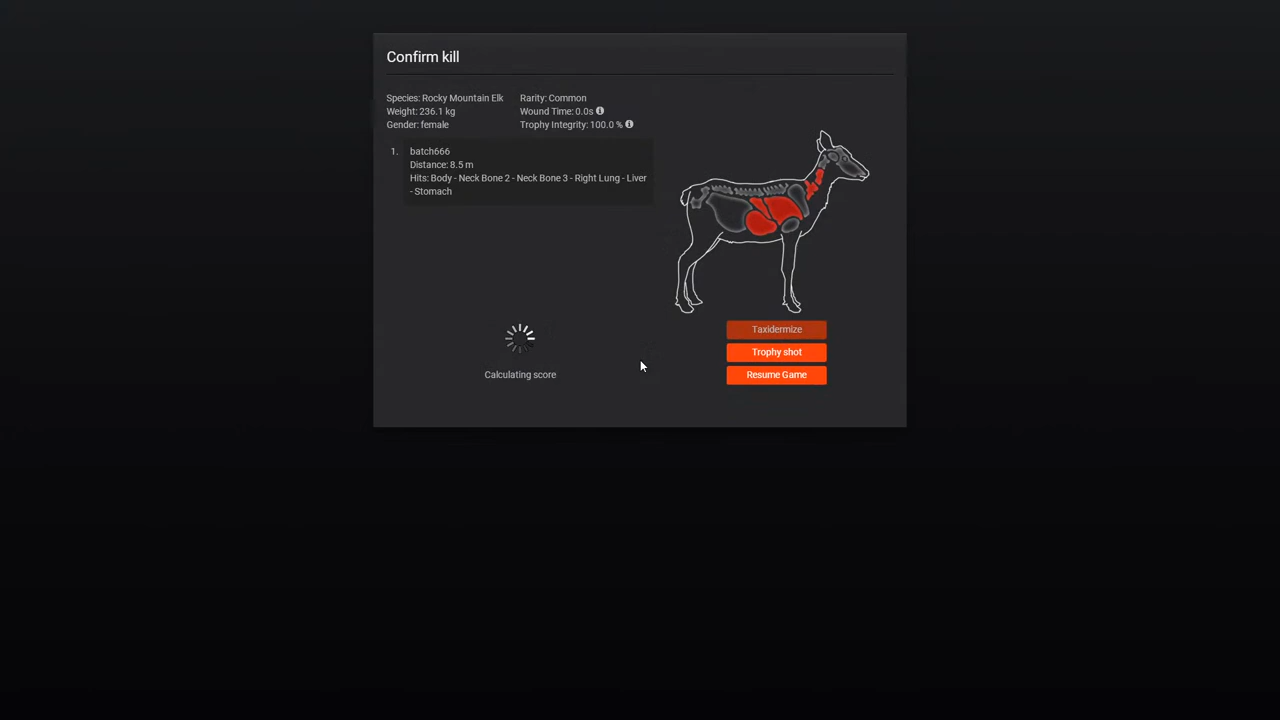 Confirm kill
Species: Rocky Mountain Elk
Weight: 236.1 kg
Gender: female
Rarity: Common
Wound Time: 0.0s
Trophy Integrity: 100.0 %
1.
batch666
Distance: 8.5 m
Hits: Body - Neck Bone 2 - Neck Bone 3 - Right Lung - Liver
- Stomach
Calculating score
Taxidermize
Trophy shot
Resume Game